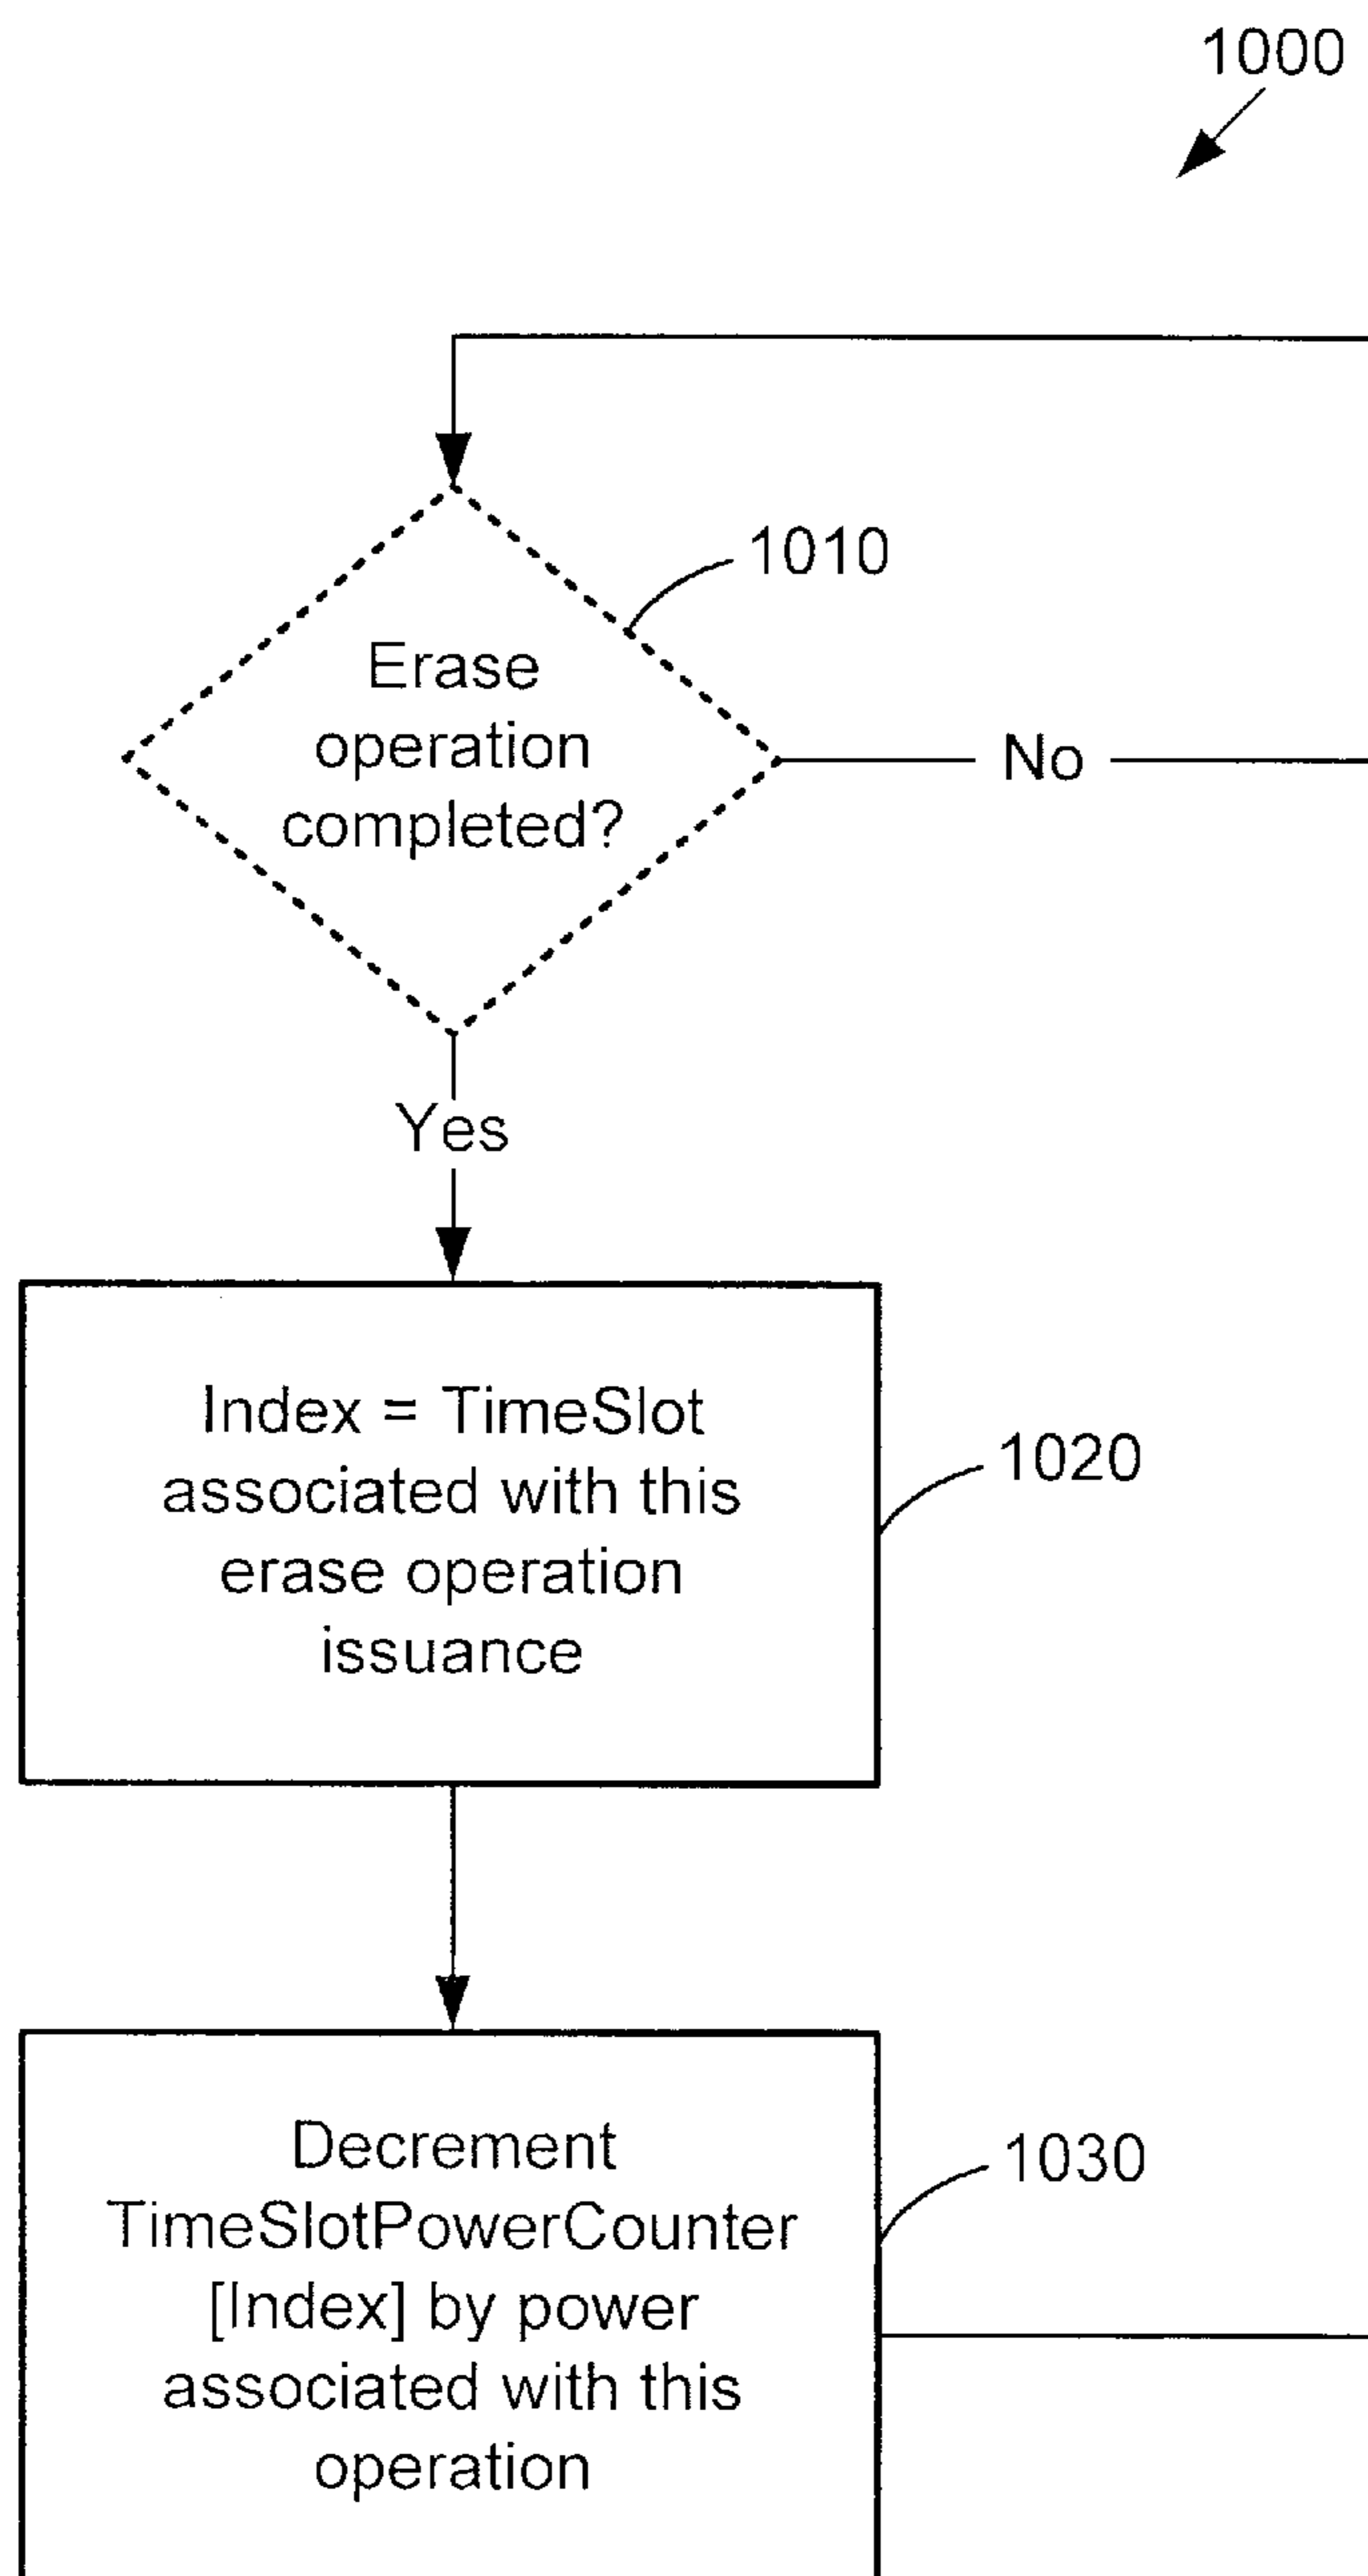 1000
1010
Erase
operation
completed?
No
Yes
Index = TimeSlot
associated with this
erase operation
issuance
1020
Decrement
TimeSlotPowerCounter
[Index] by power
associated with this
operation
1030